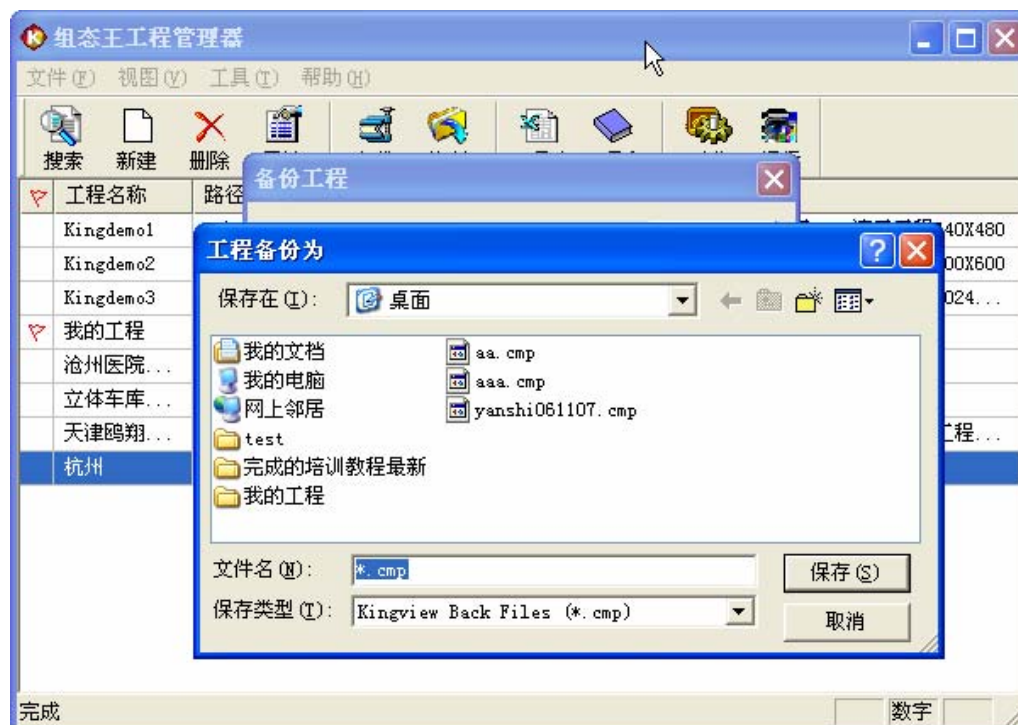 组态王工程管理器
文件(F) 视图(V) 工具(T) 帮助(H)
搜索 新建 删除
备份工程
工程名称 路径
Kingdemo1 40X480
Kingdemo2 00X600
Kingdemo3 024...
我的工程
沧州医院...
立体车库...
天津鸥翔... 工程...
杭州
工程备份为
保存在(I): 桌面
我的文档 aa.cmp
我的电脑 aaa.cmp
网上邻居 yanshi061107.cmp
test
完成的培训教程最新
我的工程
文件名(N): *.cmp 保存(S)
保存类型(T): Kingview Back Files (*.cmp) 取消
完成 数字